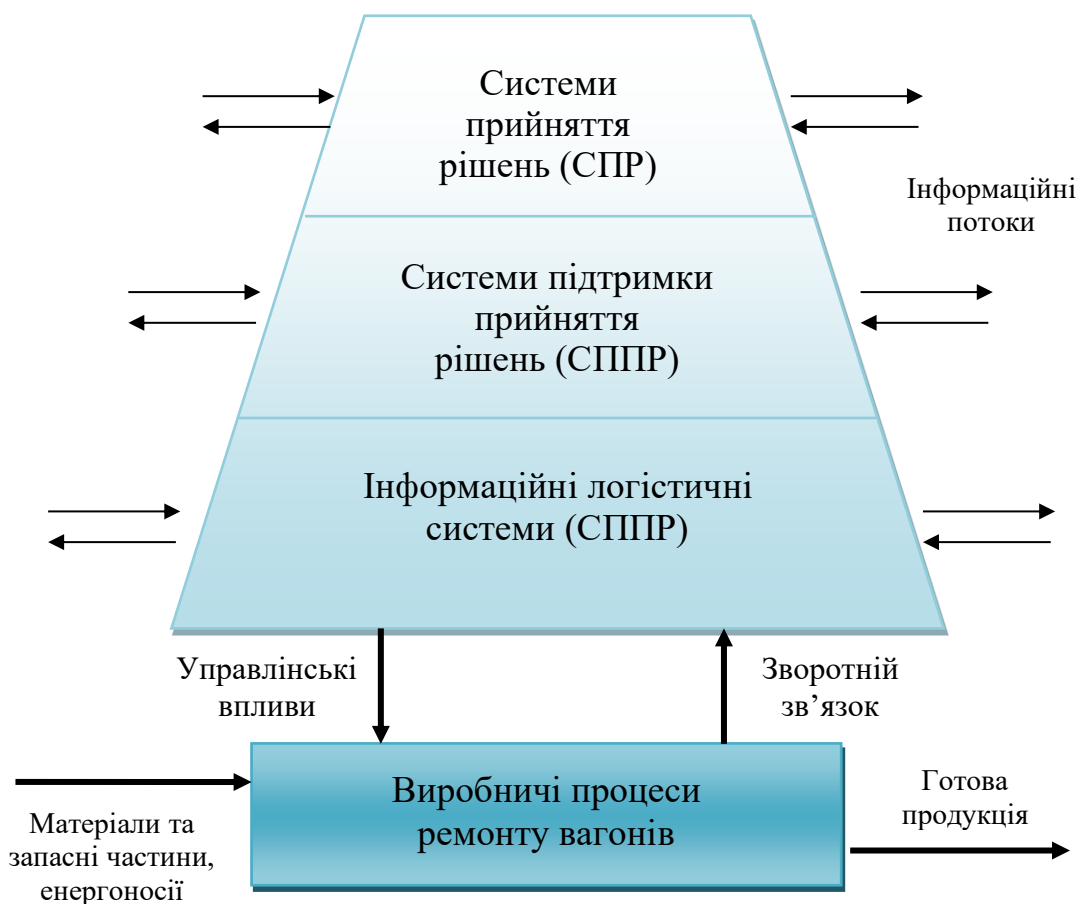 Системи
прийняття
рішень (СПР)
Інформаційні
потоки
Системи підтримки
прийняття
рішень (СППР)
Інформаційні логістичні
системи (СППР)
Управлінські
впливи
Зворотній
зв’язок
Виробничі процеси
ремонту вагонів
Готова
продукція
Матеріали та
запасні частини,
енергоносії